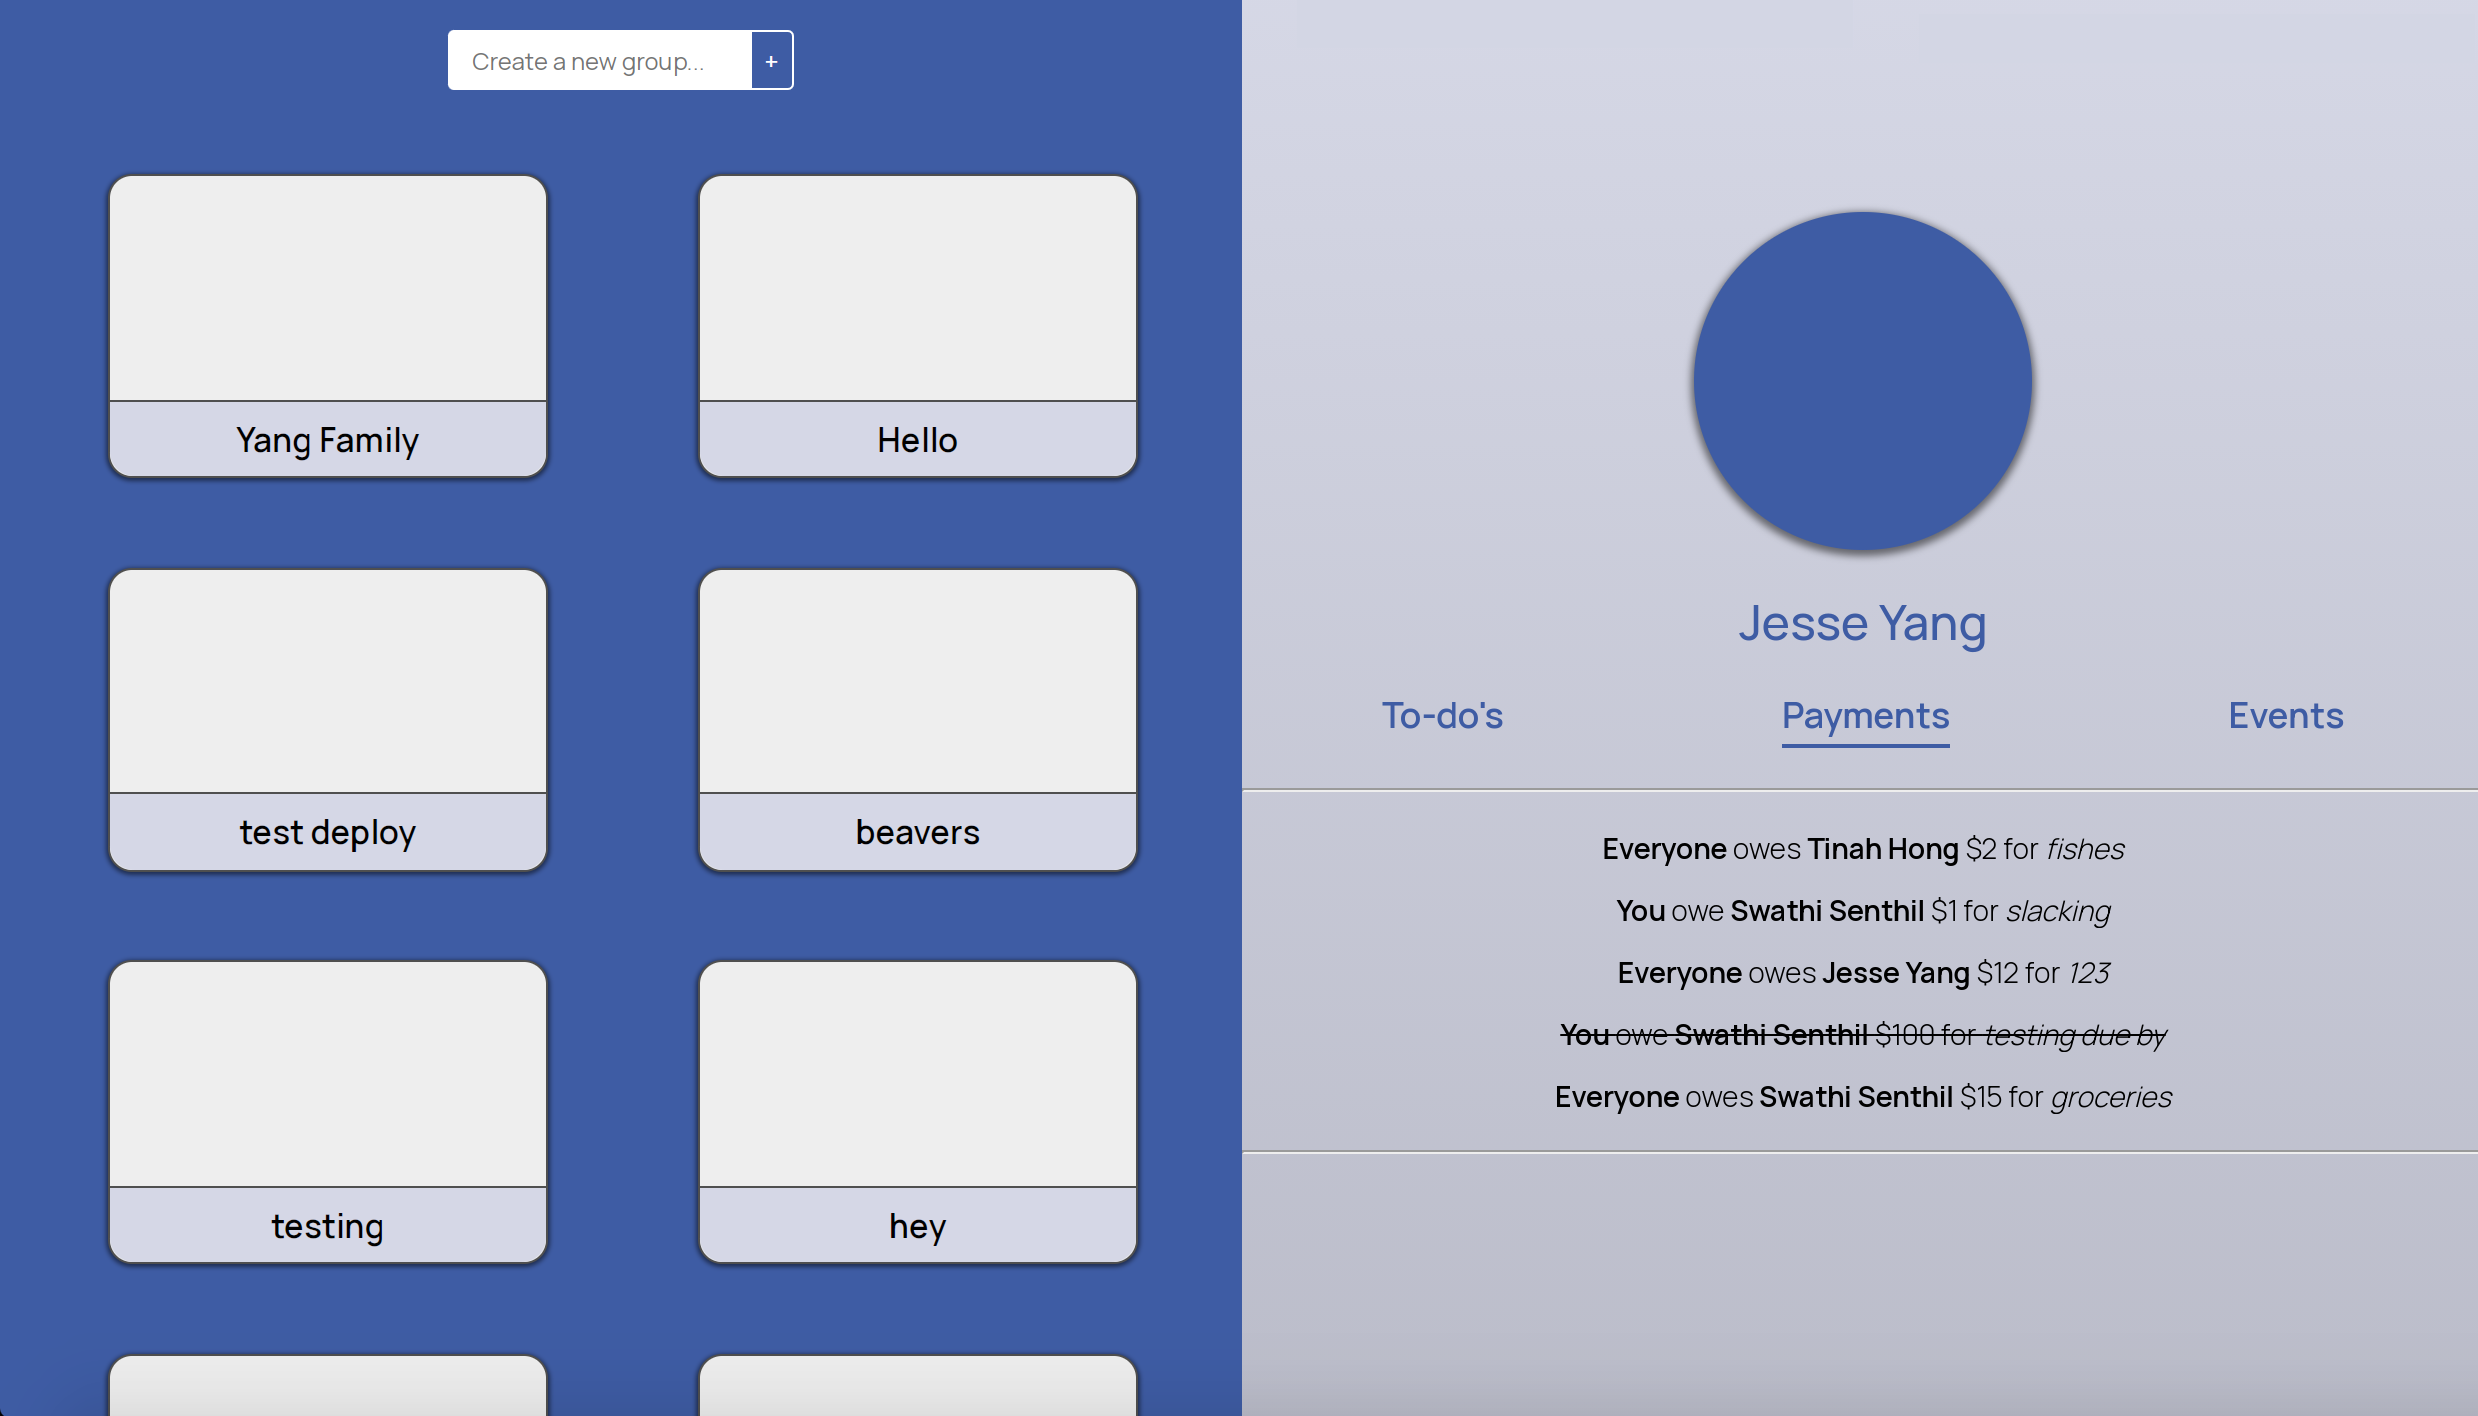 Create a new group...
+
Yang Family
Hello
test deploy
beavers
testing
hey
Jesse Yang
To-do's
Payments
Events
Everyone owes Tinah Hong $2 for fishes
You owe Swathi Senthil $1 for slacking
Everyone owes Jesse Yang $12 for 123
You owe Swathi Senthil $100 for testing due by
Everyone owes Swathi Senthil $15 for groceries